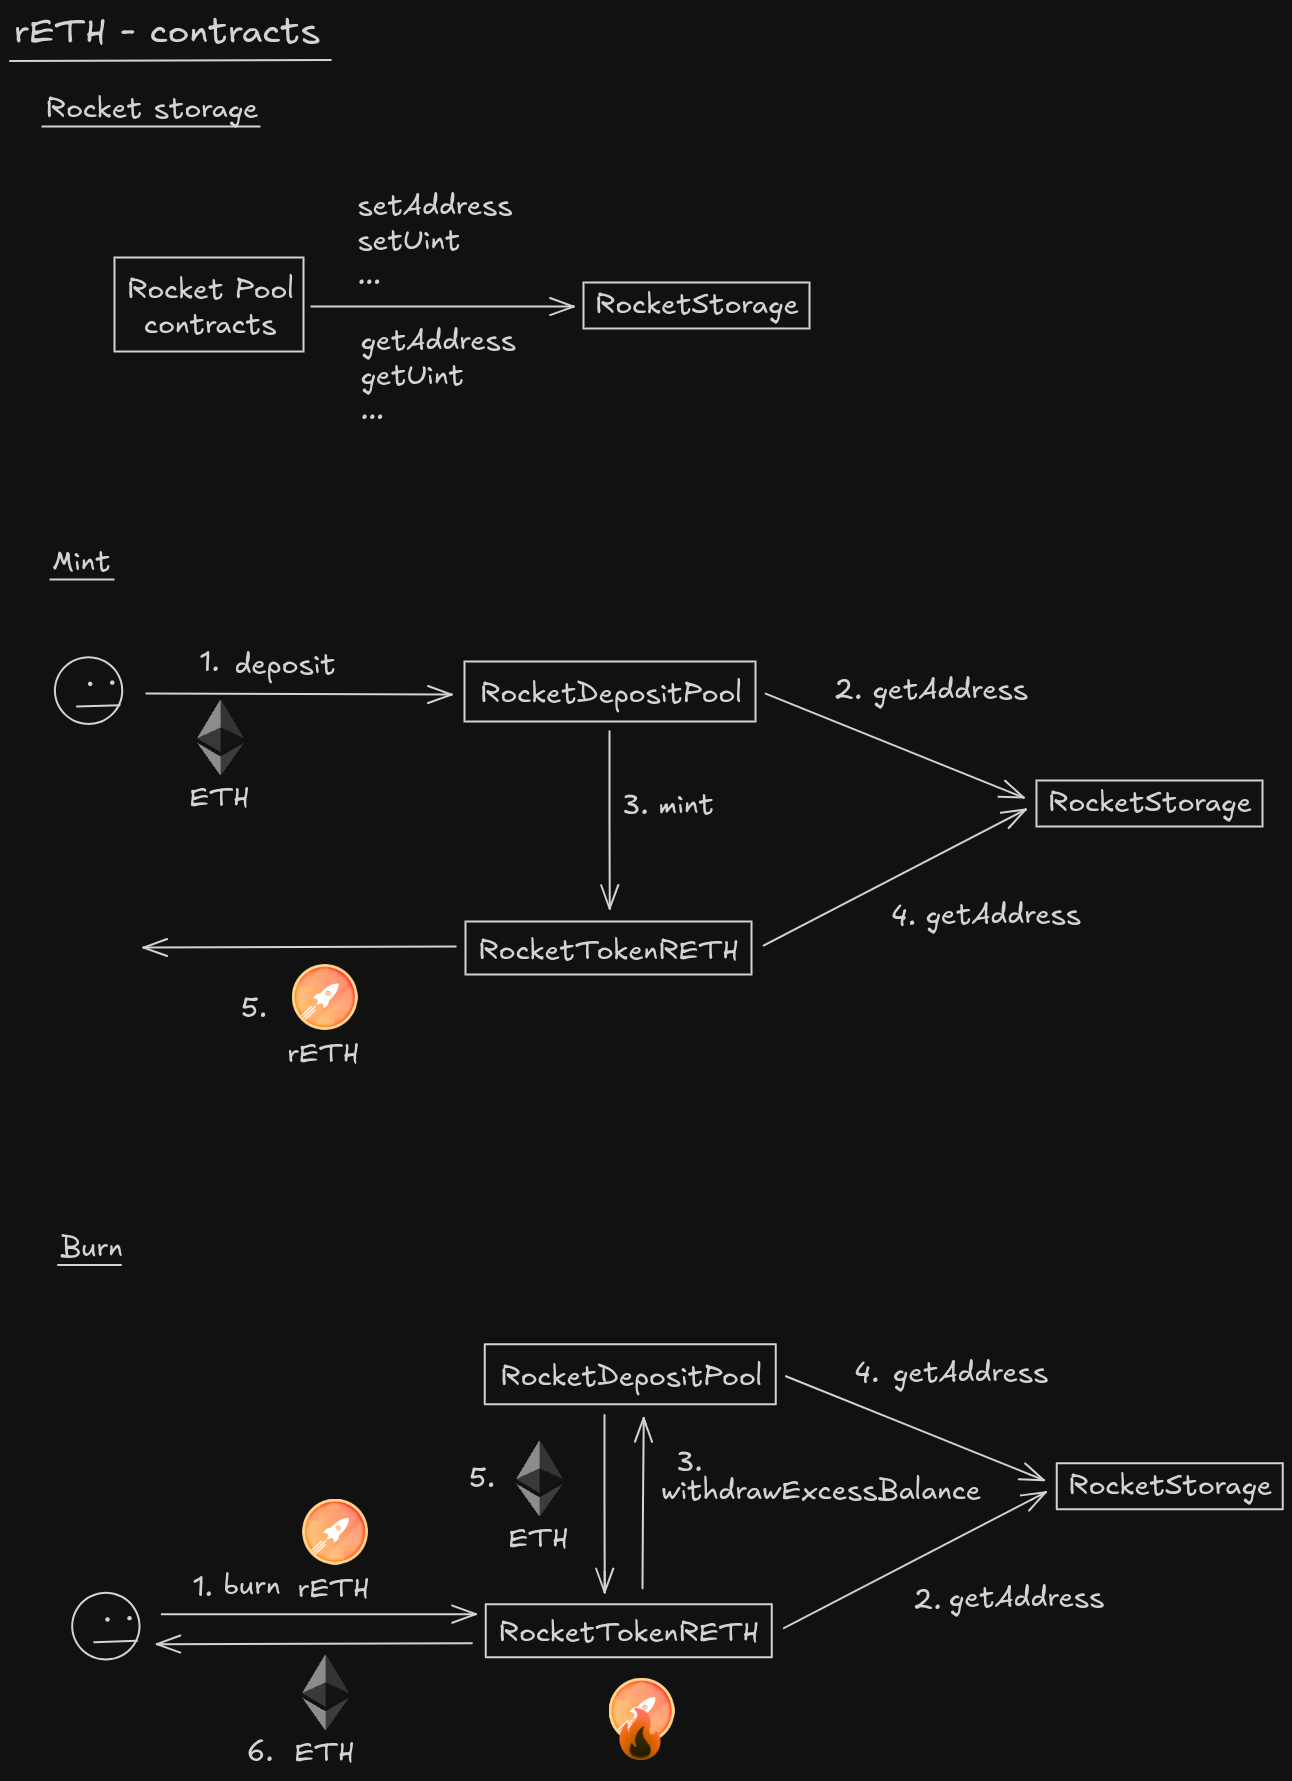 rETH - contracts
Rocket storage
setAddress
setUint
...
Rocket Pool
contracts
RocketStorage
getAddress
getUint
...
Mint
1. deposit
ETH
RocketDepositPool
2. getAddress
3. mint
RocketStorage
4. getAddress
RocketTokenRETH
5.
rETH
Burn
RocketDepositPool
4. getAddress
5.
ETH
3.
withdrawExcessBalance
RocketStorage
1. burn rETH
RocketTokenRETH
2. getAddress
6. ETH